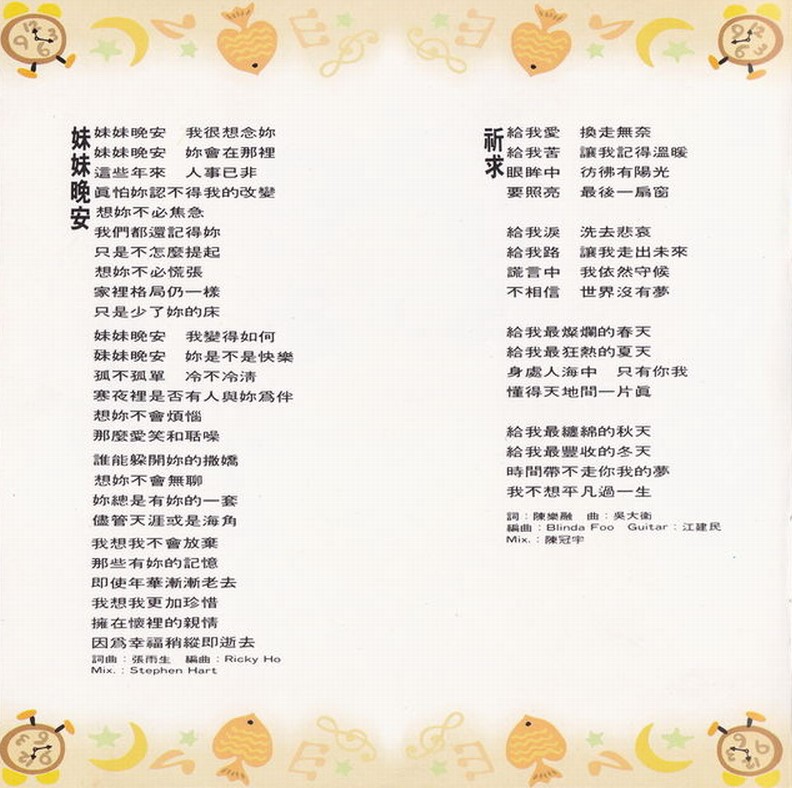 妹妹晚安
妹妹晚安　我很想念妳
妹妹晚安　妳會在那裡
這些年來　人事已非
眞怕妳認不得我的改變
想妳不必焦急
我們都還記得妳
只是不怎麼提起
想妳不必慌張
家裡格局仍一樣
只是少了妳的床
妹妹晚安　我變得如何
妹妹晚安　妳是不是快樂
孤不孤單　冷不冷淸
寒夜裡是否有人與妳爲伴
想妳不會煩惱
那麼愛笑和聒噪
誰能躱開妳的撒嬌
想妳不會無聊
妳總是有妳的一套
儘管天涯或是海角
我想我不會放棄
那些有妳的記憶
即使年華漸漸老去
我想我更加珍惜
擁在懷裡的親情
因爲幸福稍縱即逝去
詞曲：張雨生　編曲：Ricky Ho
Mix.：Stephen Hart
祈求
給我愛　換走無奈
給我苦　讓我記得溫暖
眼眸中　彷彿有陽光
要照亮　最後一扇窗
給我淚　洗去悲哀
給我路　讓我走出未來
謊言中　我依然守候
不相信　世界沒有夢
給我最燦爛的春天
給我最狂熱的夏天
身處人海中　只有你我
懂得天地間一片眞
給我最纏綿的秋天
給我最豐收的冬天
時間帶不走你我的夢
我不想平凡過一生
詞：陳樂融　曲：吳大衛
編曲：Blinda Foo　Guitar：江建民
Mix.：陳冠宇